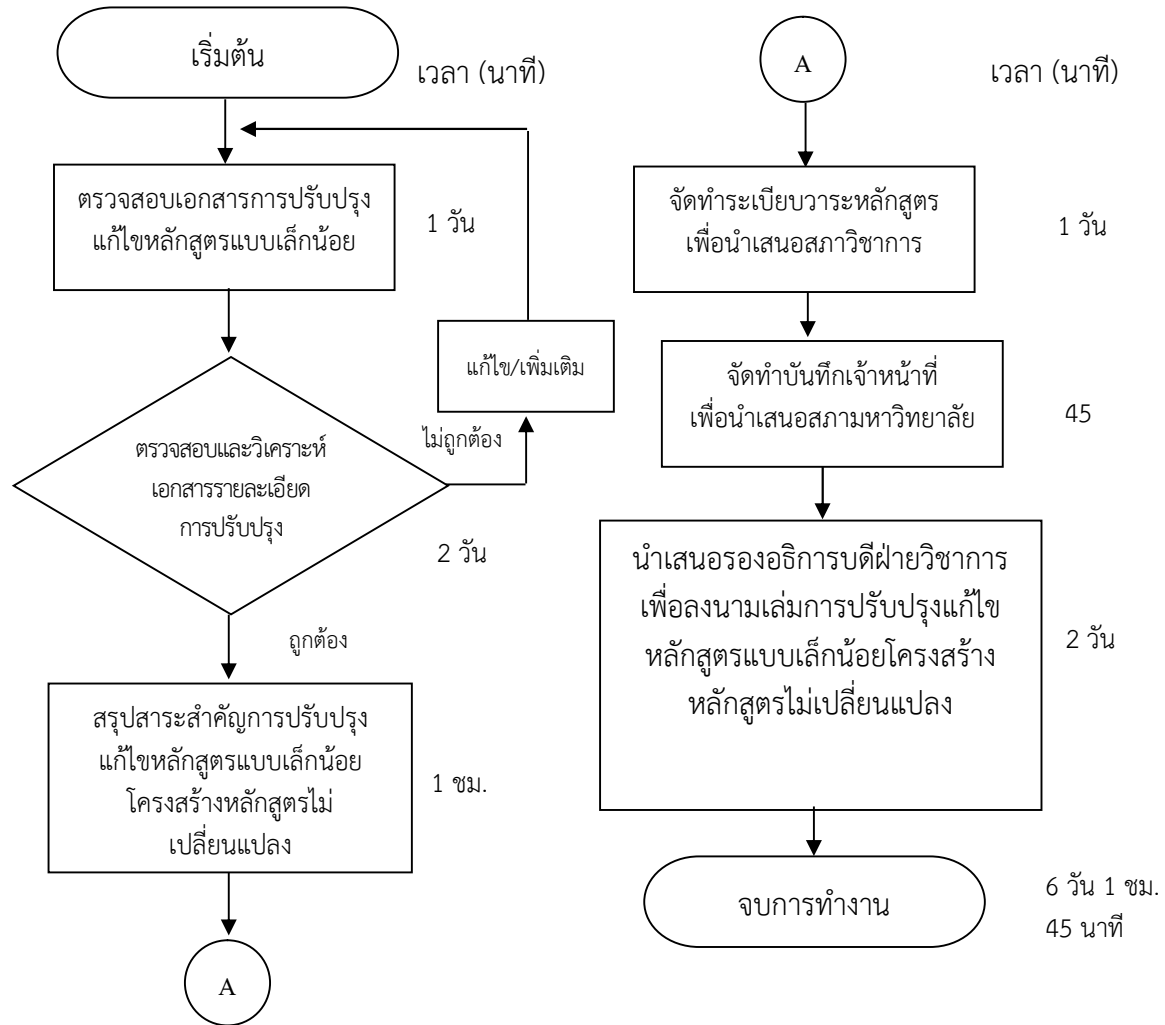 เริ่มต้น
เวลา (นาที)
ตรวจสอบเอกสารการปรับปรุง
แก้ไขหลักสูตรแบบเล็กน้อย
1 วัน
แก้ไข/เพิ่มเติม
ไม่ถูกต้อง
ตรวจสอบและวิเคราะห์
เอกสารรายละเอียด
การปรับปรุง
2 วัน
ถูกต้อง
สรุปสาระสำคัญการปรับปรุง
แก้ไขหลักสูตรแบบเล็กน้อย
โครงสร้างหลักสูตรไม่
เปลี่ยนแปลง
1 ชม.
A
A
เวลา (นาที)
จัดทำระเบียบวาระหลักสูตร
เพื่อนำเสนอสภาวิชาการ
1 วัน
จัดทำบันทึกเจ้าหน้าที่
เพื่อนำเสนอสภามหาวิทยาลัย
45
นำเสนอรองอธิการบดีฝ่ายวิชาการ
เพื่อลงนามเล่มการปรับปรุงแก้ไข
หลักสูตรแบบเล็กน้อยโครงสร้าง
หลักสูตรไม่เปลี่ยนแปลง
2 วัน
จบการทำงาน
6 วัน 1 ชม.
45 นาที